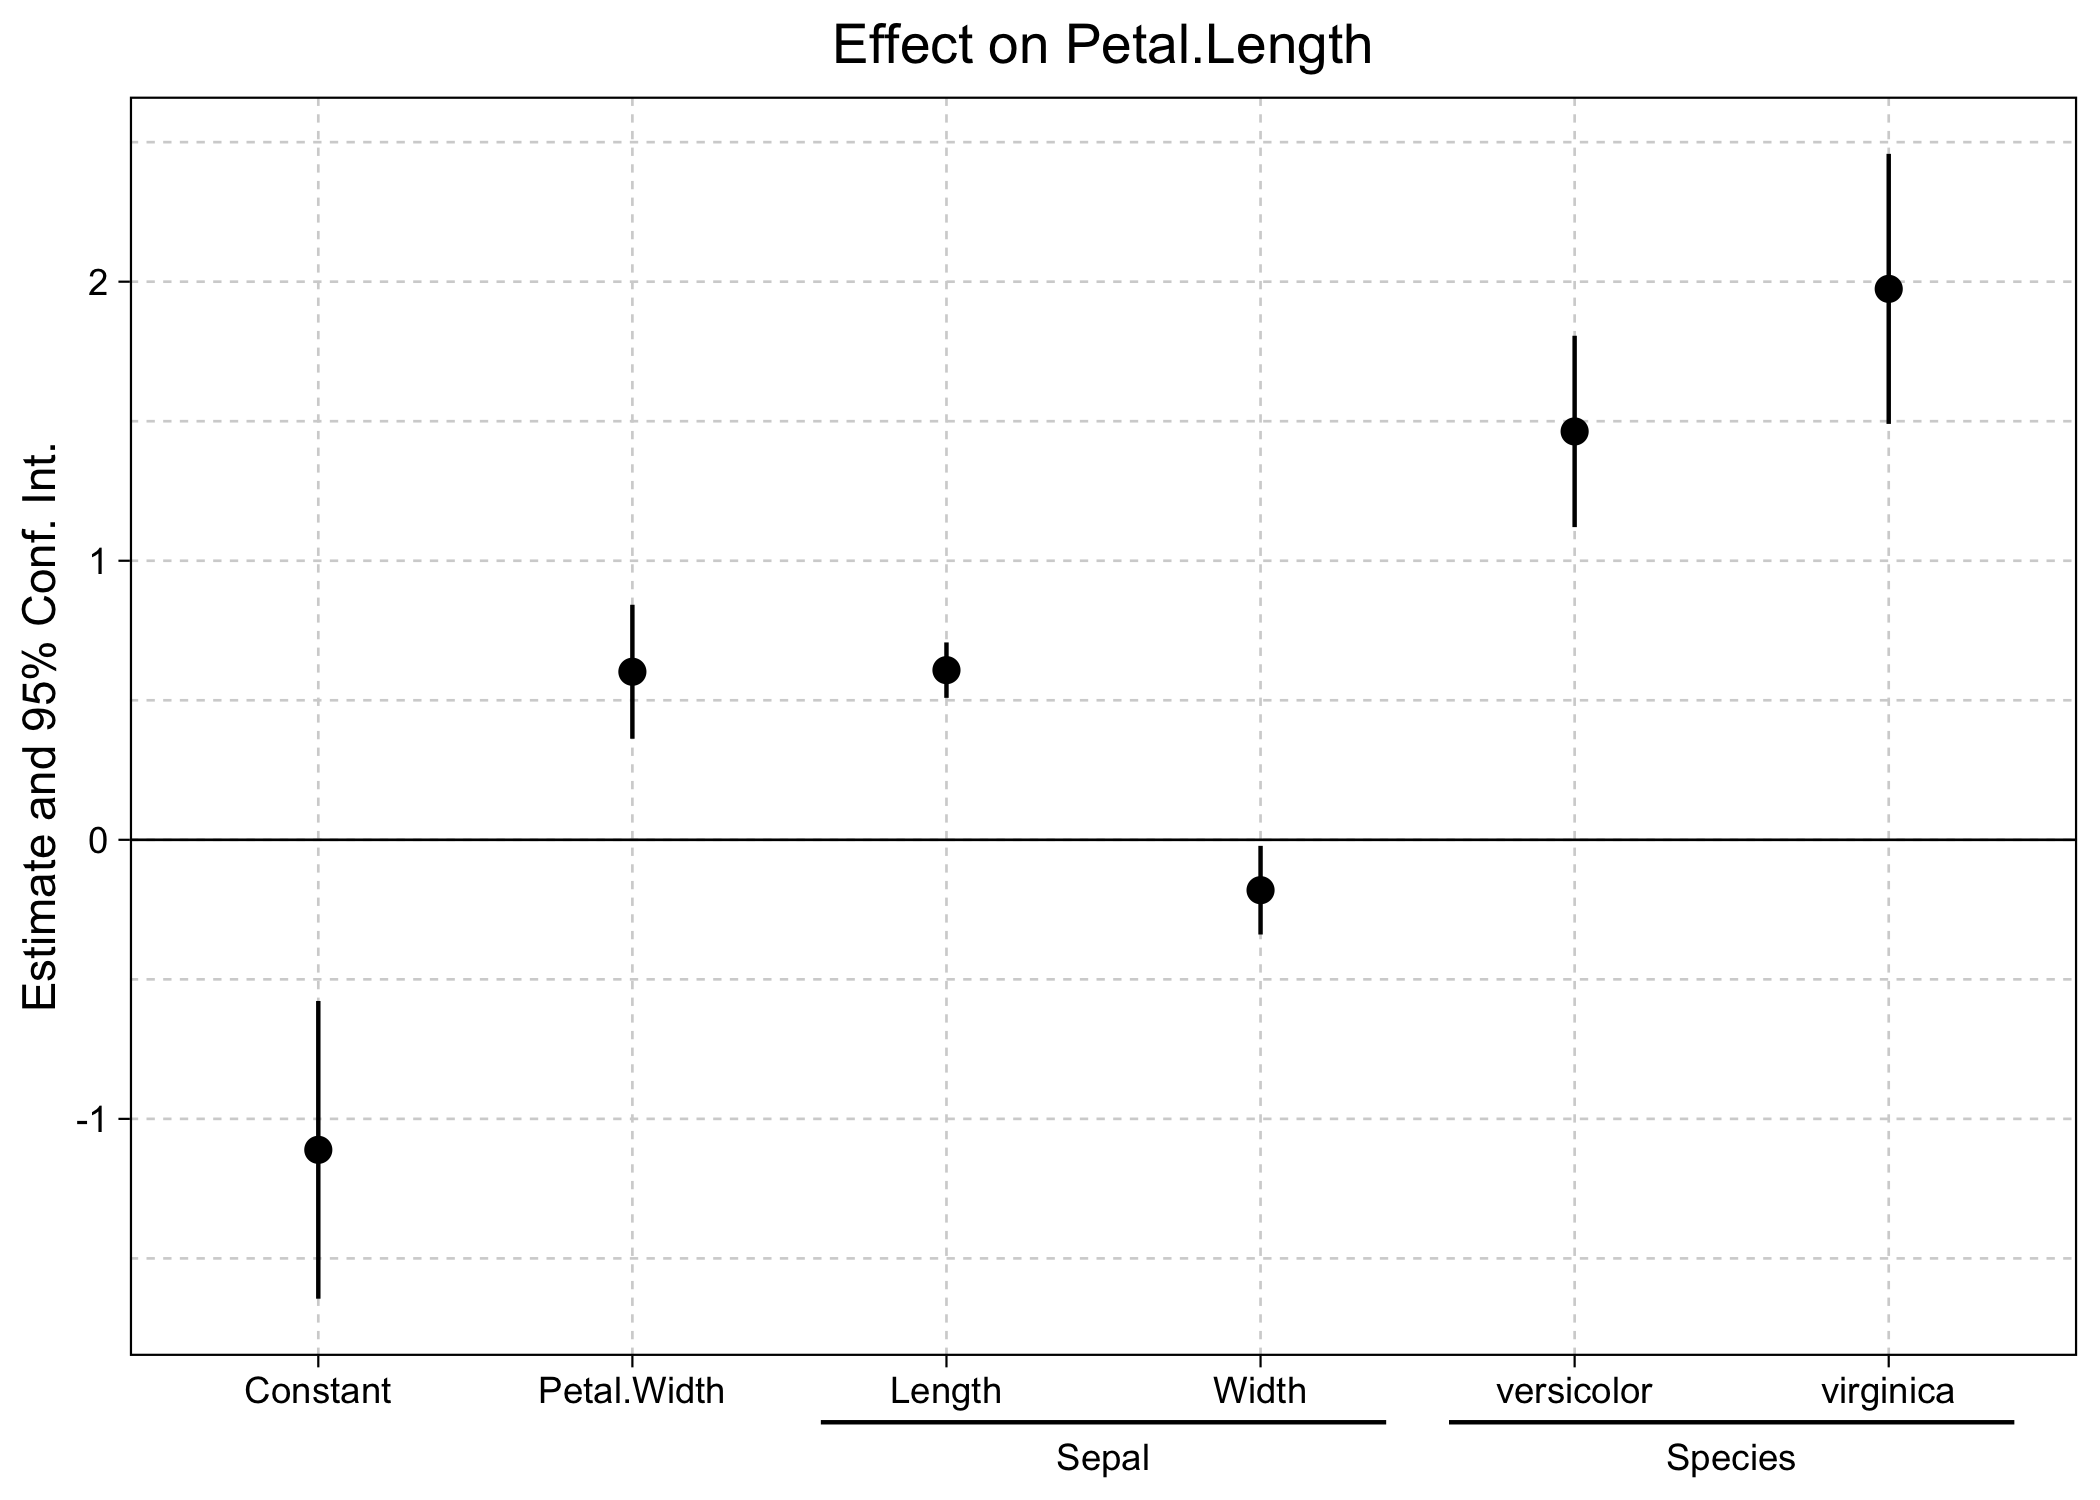 Effect on Petal.Length
Estimate and 95% Conf. Int.
2
1
0
-1
Constant Petal.Width Length Width versicolor virginica
Sepal Species